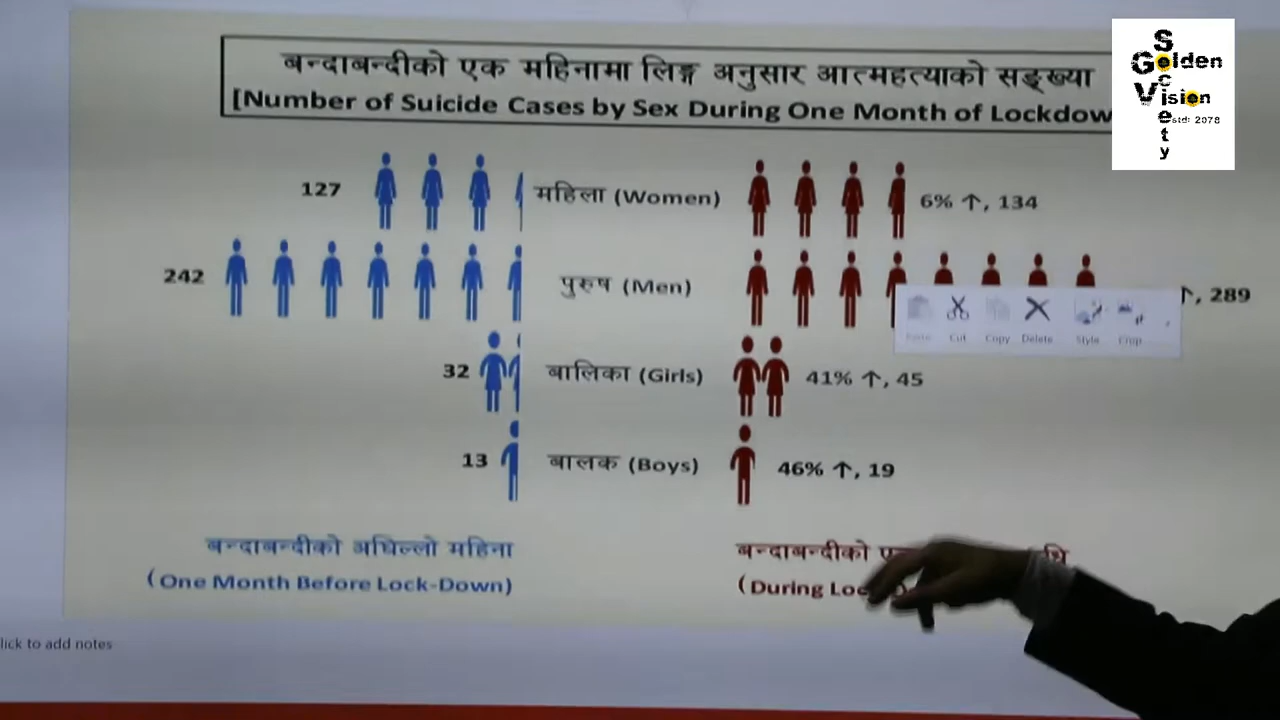 बन्दाबन्दीको एक महिनामा लिङ्ग अनुसार आत्महत्याको सङ्ख्या
[Number of Suicide Cases by Sex During One Month of Lockdow
Society
Golden
Vision
Estd: 2078
127 महिला (Women) 6% ↑, 134
242 पुरुष (Men) ↑, 289
Cut Copy Delete Style Crop
32 बालिका (Girls) 41% ↑, 45
13 बालक (Boys) 46% ↑, 19
बन्दाबन्दीको अघिल्लो महिना
(One Month Before Lock-Down)
बन्दाबन्दीको
(During
lick to add notes